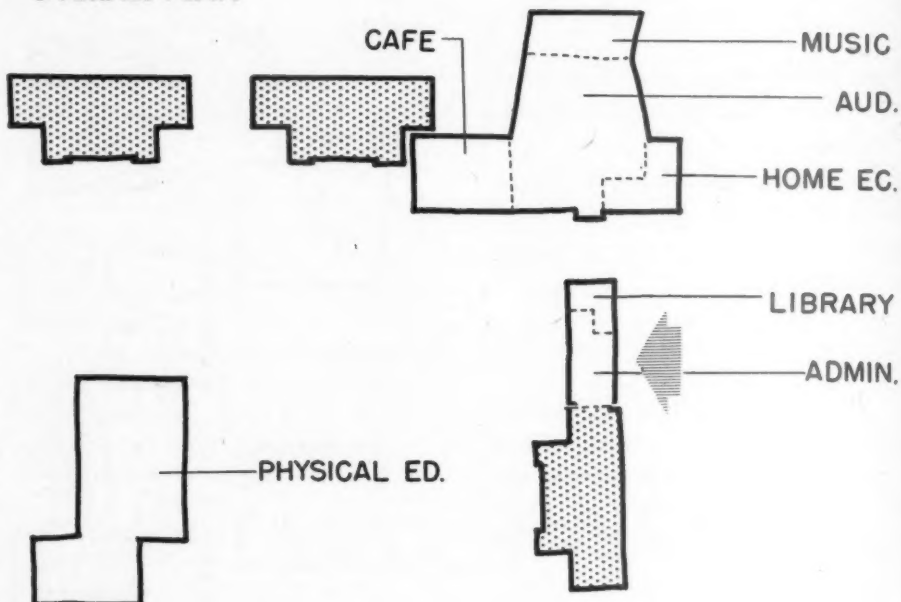 CAFE
MUSIC
AUD.
HOME EC.
LIBRARY
ADMIN.
PHYSICAL ED.